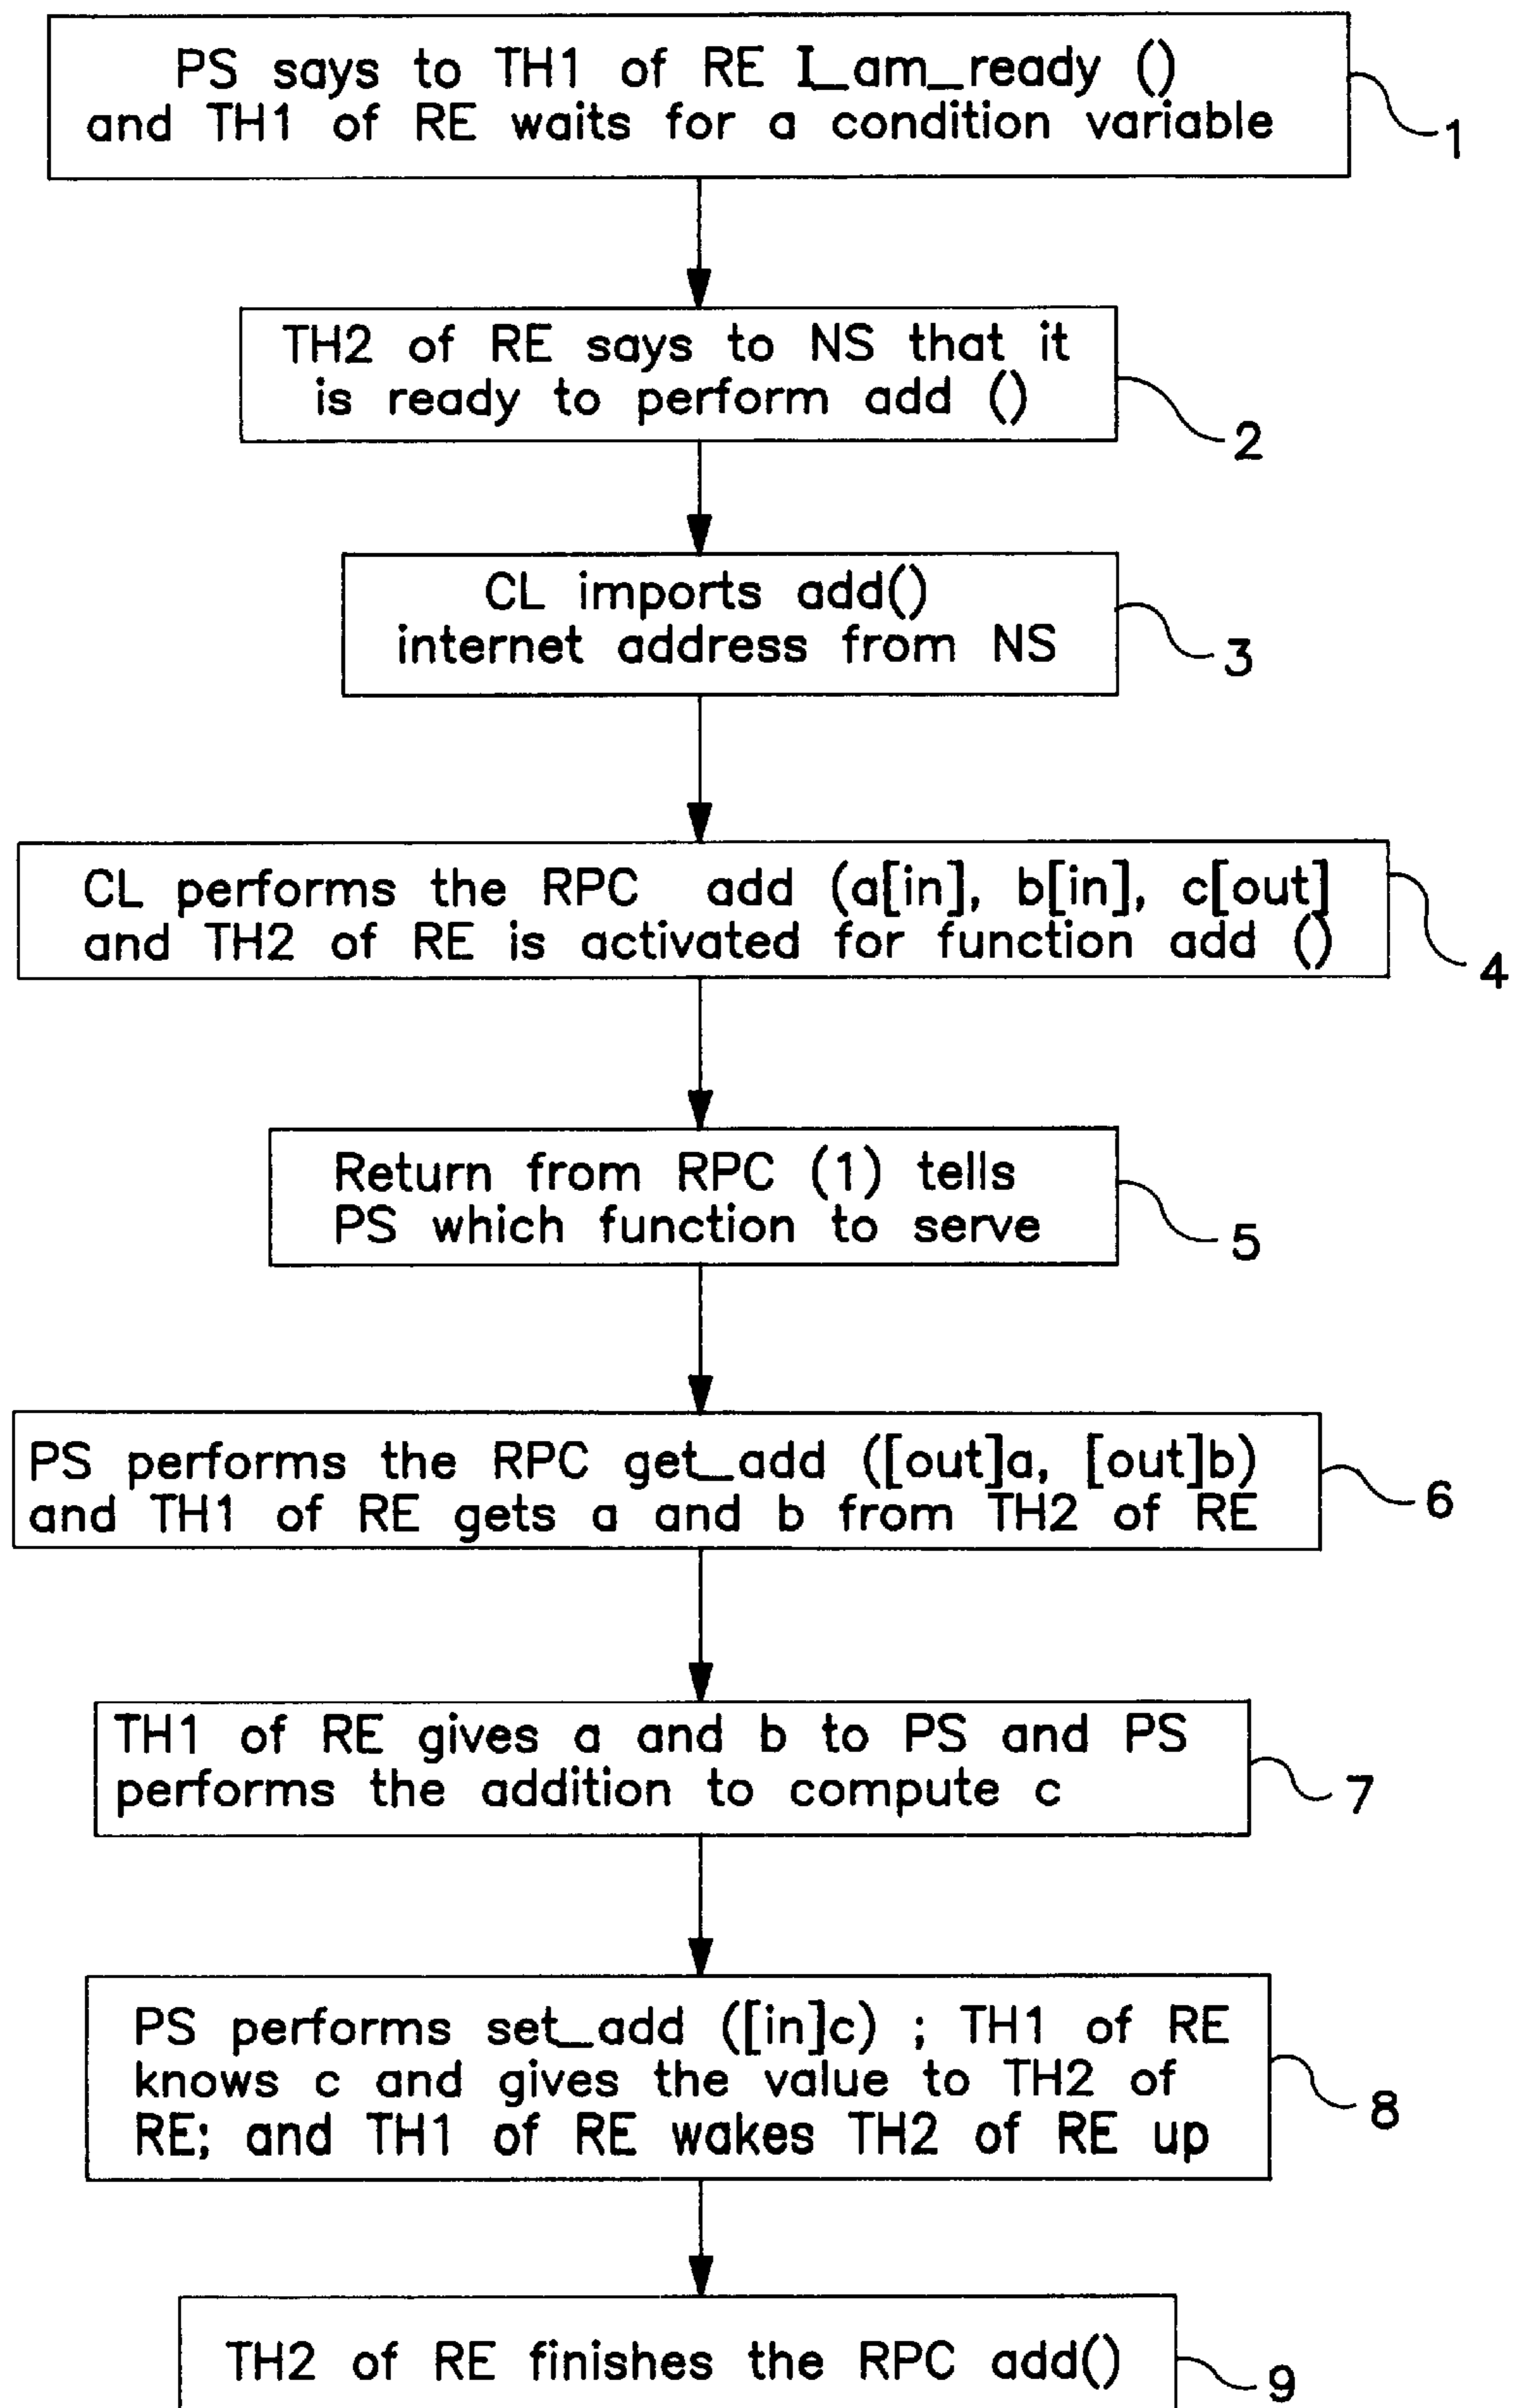 PS says to TH1 of RE I_am_ready ()
and TH1 of RE waits for a condition variable
1
TH2 of RE says to NS that it
is ready to perform add ()
2
CL imports add()
internet address from NS
3
CL performs the RPC add (a[in], b[in], c[out]
and TH2 of RE is activated for function add ()
4
Return from RPC (1) tells
PS which function to serve
5
PS performs the RPC get_add ([out]a, [out]b)
and TH1 of RE gets a and b from TH2 of RE
6
TH1 of RE gives a and b to PS and PS
performs the addition to compute c
7
PS performs set_add ([in]c) ; TH1 of RE
knows c and gives the value to TH2 of
RE; and TH1 of RE wakes TH2 of RE up
8
TH2 of RE finishes the RPC add()
9